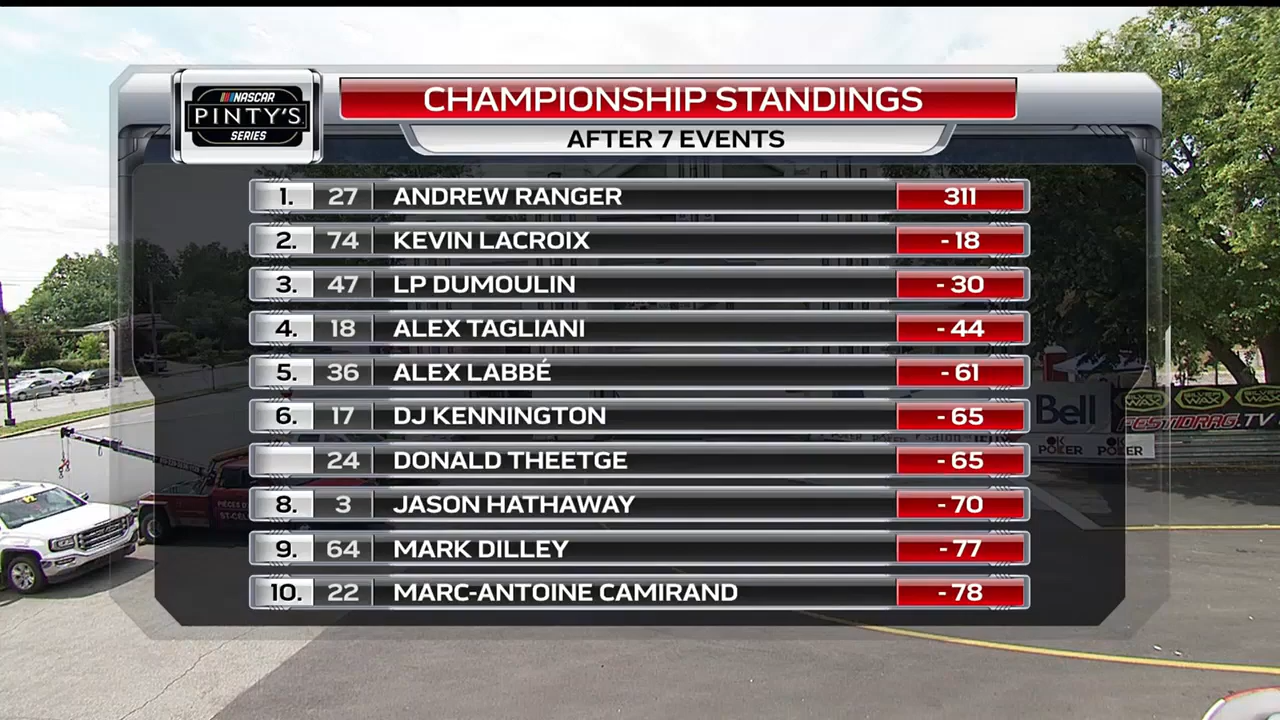 NASCAR
PINTY'S
SERIES
CHAMPIONSHIP STANDINGS
AFTER 7 EVENTS
1. 27 ANDREW RANGER 311
2. 74 KEVIN LACROIX - 18
3. 47 LP DUMOULIN - 30
4. 18 ALEX TAGLIANI - 44
5. 36 ALEX LABBÉ - 61
6. 17 DJ KENNINGTON - 65
24 DONALD THEETGE - 65
8. 3 JASON HATHAWAY - 70
9. 64 MARK DILLEY - 77
10. 22 MARC-ANTOINE CAMIRAND - 78
Bell
FESTIDRAG.TV
OK POKER
OK POKER